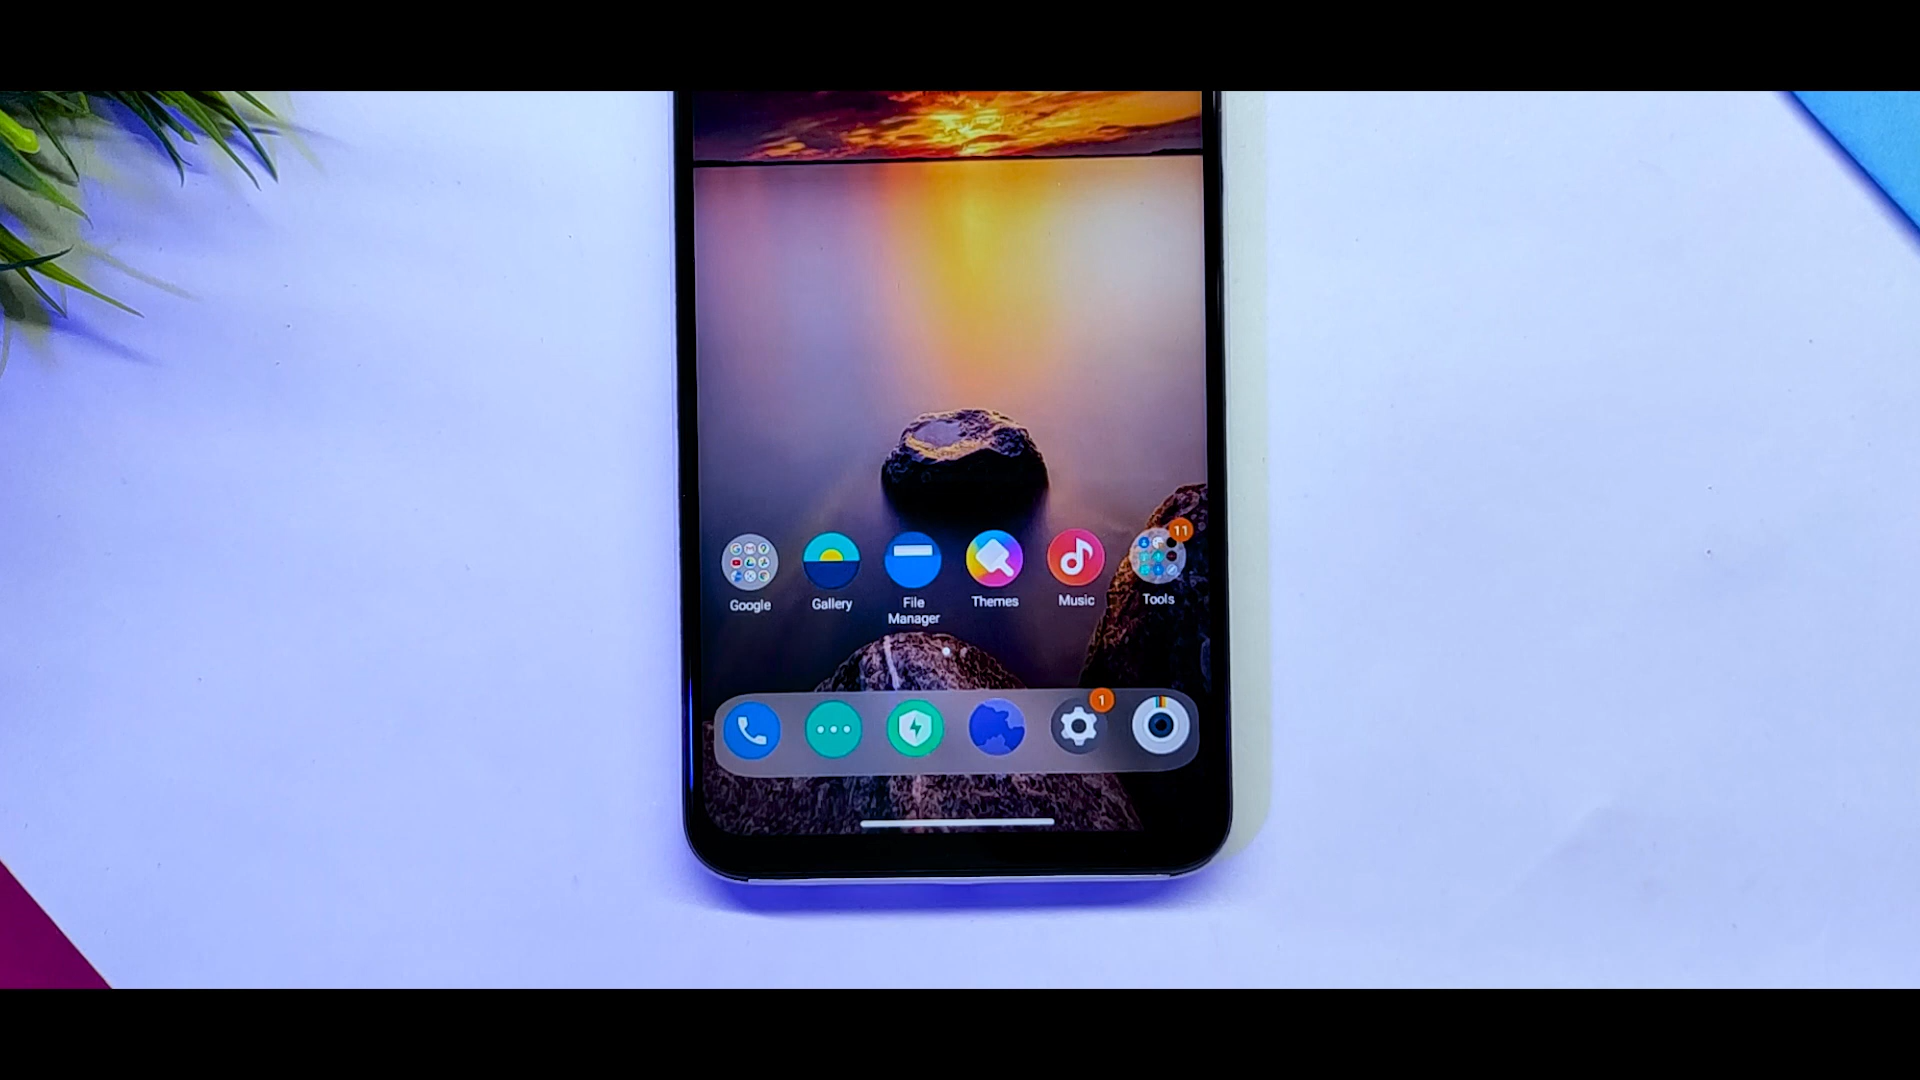 11
Google
Gallery
File
Manager
Themes
Music
Tools
1